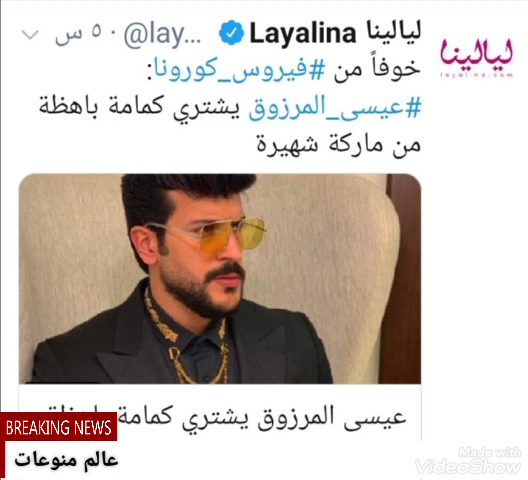 ليالينا Layalina @lay... · ٥٠ س
ليالينا
layalina.com
خوفاً من #فيروس_كورونا:
#عيسى_المرزوق يشتري كمامة باهظة
من ماركة شهيرة
عيسى المرزوق يشتري كمامة باهظة
BREAKING NEWS
عالم منوعات
Made with
VideoShow